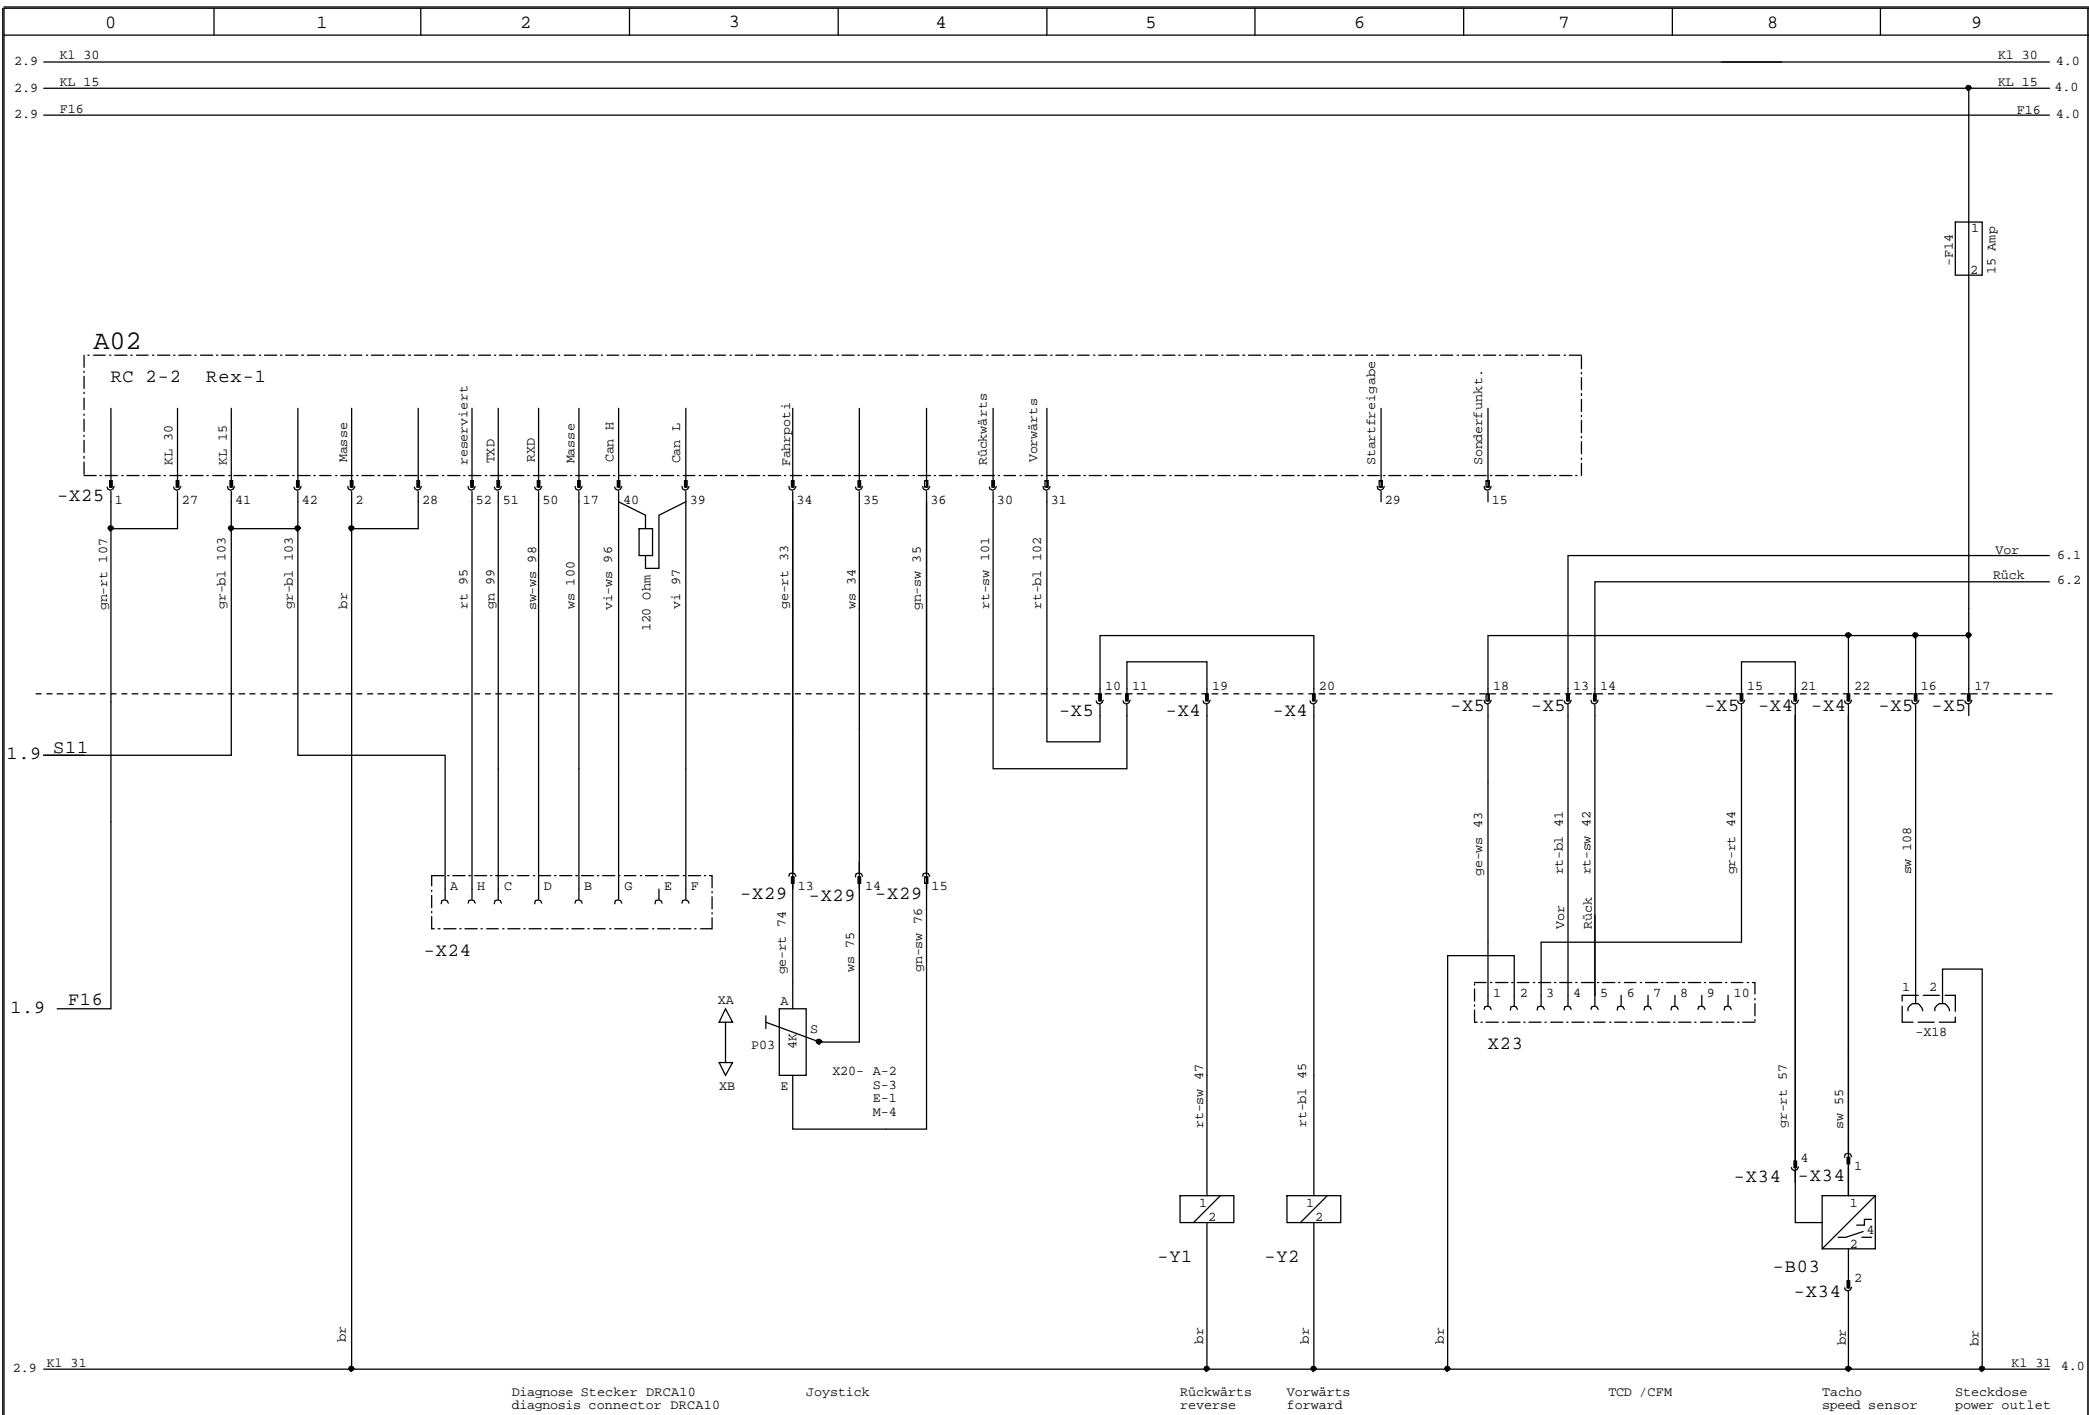 0 1 2 3 4 5 6 7 8 9
2.9 Kl 30 Kl 30 4.0
2.9 KL 15 KL 15 4.0
2.9 F16 F16 4.0
-F14 1 2 15 Amp
A02
RC 2-2 Rex-1
KL 30 KL 15 Masse reserviert TXD RXD Masse Can H Can L Fahrpoti Rückwärts Vorwärts Startfreigabe Sonderfunkt.
-X25 1 27 41 42 2 28 52 51 50 17 40 39 34 35 36 30 31 29 15
gn-rt 107 gr-bl 103 gr-bl 103 br rt 95 gn 99 sw-ws 98 ws 100 vi-ws 96 120 Ohm vi 97 ge-rt 33 ws 34 gn-sw 35 rt-sw 101 rt-bl 102
Vor 6.1
Rück 6.2
10 11 19 20 18 13 14 15 21 22 16 17
-X5 -X4 -X4 -X5 -X5 -X5 -X4 -X4 -X5 -X5
1.9 S11
ge-ws 43 rt-bl 41 rt-sw 42 gr-rt 44 sw 108
Vor Rück
A H C D B G E F
-X24
-X29 13 -X29 14 -X29 15
ge-rt 74 ws 75 gn-sw 76
1.9 F16
XA
XB
A
P03 4K S
E
X20- A-2
S-3
E-1
M-4
1 2 3 4 5 6 7 8 9 10
X23
1 2
-X18
rt-sw 47 rt-bl 45 gr-rt 57 sw 55
4 1
-X34 -X34
1 2 1 2 1 4 2
-Y1 -Y2 -B03
-X34 2
br br br br br br
2.9 Kl 31 Kl 31 4.0
Diagnose Stecker DRCA10 Joystick Rückwärts Vorwärts TCD /CFM Tacho Steckdose
diagnosis connector DRCA10 reverse forward speed sensor power outlet